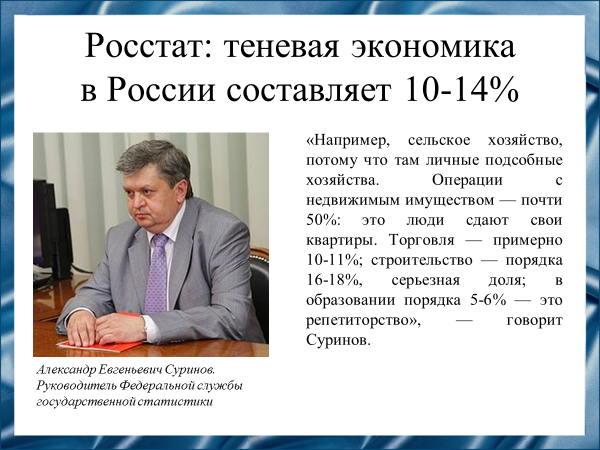 Росстат: теневая экономика
в России составляет 10-14%
«Например, сельское хозяйство,
потому что там личные подсобные
хозяйства. Операции с
недвижимым имуществом — почти
50%: это люди сдают свои
квартиры. Торговля — примерно
10-11%; строительство — порядка
16-18%, серьезная доля; в
образовании порядка 5-6% — это
репетиторство», — говорит
Суринов.
Александр Евгеньевич Суринов.
Руководитель Федеральной службы
государственной статистики